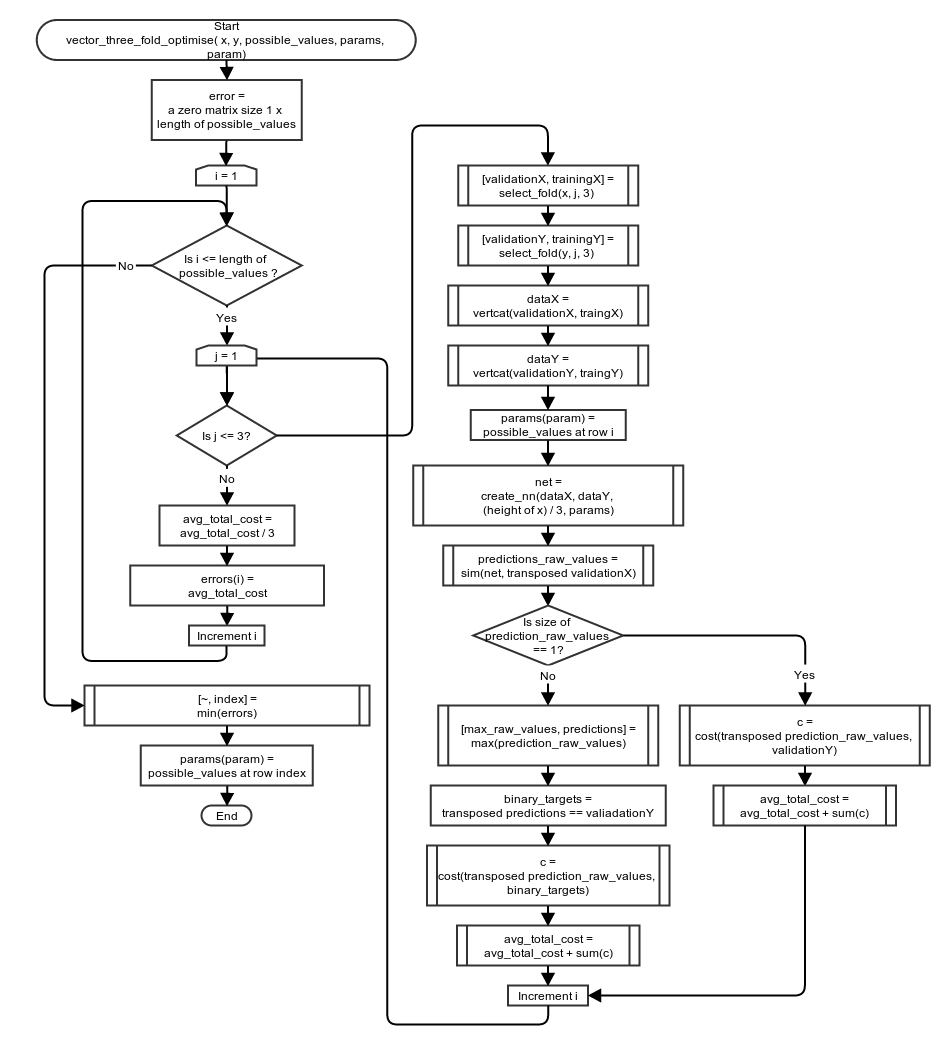 Start
vector_three_fold_optimise( x, y, possible_values, params,
param)
error =
a zero matrix size 1 x
length of possible_values
i = 1
Is i <= length of
possible_values ?
No
Yes
j = 1
Is j <= 3?
No
avg_total_cost =
avg_total_cost / 3
errors(i) =
avg_total_cost
Increment i
[~, index] =
min(errors)
params(param) =
possible_values at row index
End
[validationX, trainingX] =
select_fold(x, j, 3)
[validationY, trainingY] =
select_fold(y, j, 3)
dataX =
vertcat(validationX, traingX)
dataY =
vertcat(validationY, traingY)
params(param) =
possible_values at row i
net =
create_nn(dataX, dataY,
(height of x) / 3, params)
predictions_raw_values =
sim(net, transposed validationX)
Is size of
prediction_raw_values
== 1?
No
Yes
[max_raw_values, predictions] =
max(prediction_raw_values)
binary_targets =
transposed predictions == valiadationY
c =
cost(transposed prediction_raw_values,
binary_targets)
avg_total_cost =
avg_total_cost + sum(c)
Increment i
c =
cost(transposed prediction_raw_values,
validationY)
avg_total_cost =
avg_total_cost + sum(c)